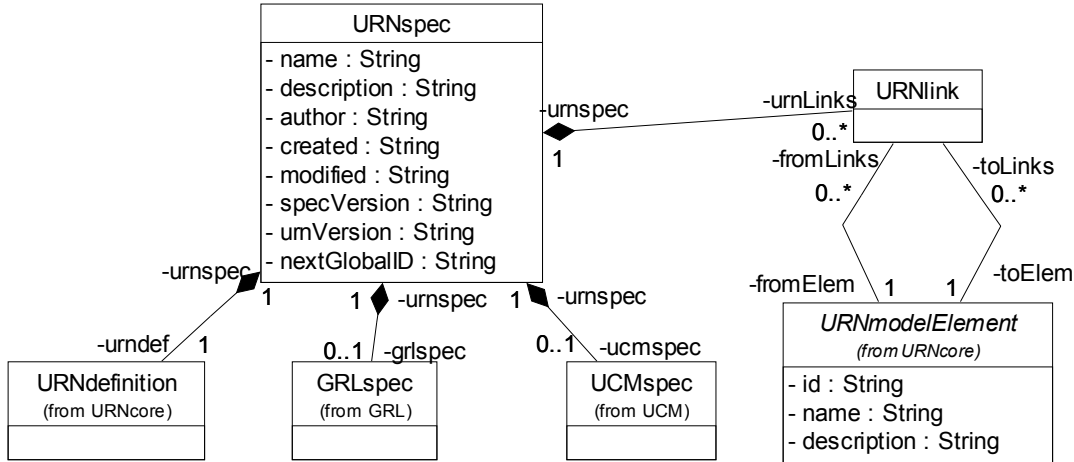 URNspec
- name : String
- description : String
- author : String
- created : String
- modified : String
- specVersion : String
- urnVersion : String
- nextGlobalID : String
-urnspec
1
-urnLinks
0..*
URNlink
-fromLinks
0..*
-toLinks
0..*
-fromElem
1
1
-toElem
URNmodelElement
(from URNcore)
- id : String
- name : String
- description : String
-urnspec
1
-urndef
1
1
-urnspec
0..1
-grlspec
1
-urnspec
0..1
-ucmspec
URNdefinition
(from URNcore)
GRLspec
(from GRL)
UCMspec
(from UCM)